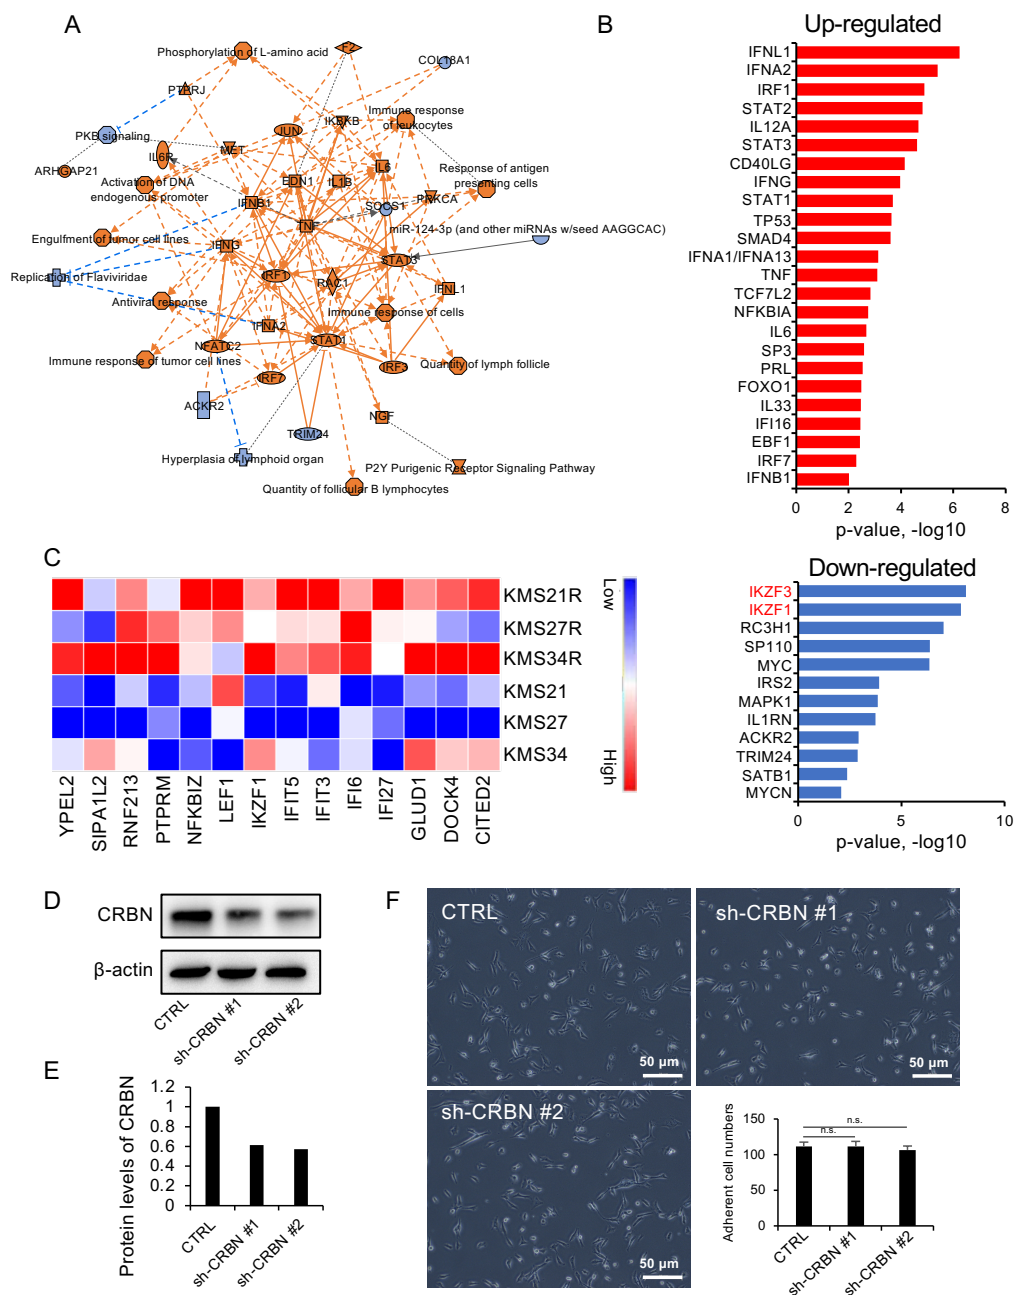 A
Phosphorylation of L-amino acid
F2
COL18A1
PTPRJ
Immune response
of leukocytes
IKBKB
JUN
PKB signaling
IL6R
MET
IL6
Response of antigen
presenting cells
ARHGAP21
Activation of DNA
endogenous promoter
EDN1
IL1B
PRKCA
IFNB1
SOCS1
TNF
miR-124-3p (and other miRNAs w/seed AAGGCAC)
Engulfment of tumor cell lines
IFNG
STAT3
Replication of Flaviviridae
IRF1
RAC1
IFNL1
Antiviral response
Immune response of cells
IFNA2
STAT1
NFATC2
Immune response of tumor cell lines
IRF3
Quantity of lymph follicle
IRF7
ACKR2
NGF
TRIM24
Hyperplasia of lymphoid organ
P2Y Purigenic Receptor Signaling Pathway
Quantity of follicular B lymphocytes
B
Up-regulated
IFNL1
IFNA2
IRF1
STAT2
IL12A
STAT3
CD40LG
IFNG
STAT1
TP53
SMAD4
IFNA1/IFNA13
TNF
TCF7L2
NFKBIA
IL6
SP3
PRL
FOXO1
IL33
IFI16
EBF1
IRF7
IFNB1
0 2 4 6 8
p-value, -log10
Down-regulated
IKZF3
IKZF1
RC3H1
SP110
MYC
IRS2
MAPK1
IL1RN
ACKR2
TRIM24
SATB1
MYCN
0 5 10
p-value, -log10
C
KMS21R
KMS27R
KMS34R
KMS21
KMS27
KMS34
Low
High
YPEL2
SIPA1L2
RNF213
PTPRM
NFKBIZ
LEF1
IKZF1
IFIT5
IFIT3
IFI6
IFI27
GLUD1
DOCK4
CITED2
D
CRBN
β-actin
CTRL
sh-CRBN #1
sh-CRBN #2
E
Protein levels of CRBN
1.2
1
0.8
0.6
0.4
0.2
0
CTRL
sh-CRBN #1
sh-CRBN #2
F
CTRL
50 µm
sh-CRBN #1
50 µm
sh-CRBN #2
50 µm
Adherent cell numbers
150
100
50
0
n.s.
n.s.
CTRL
sh-CRBN #1
sh-CRBN #2